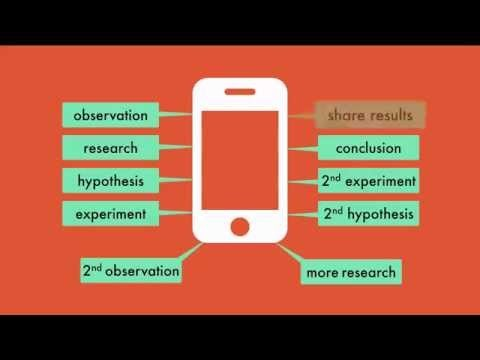 observation
research
hypothesis
experiment
2nd observation
more research
2nd hypothesis
2nd experiment
conclusion
share results